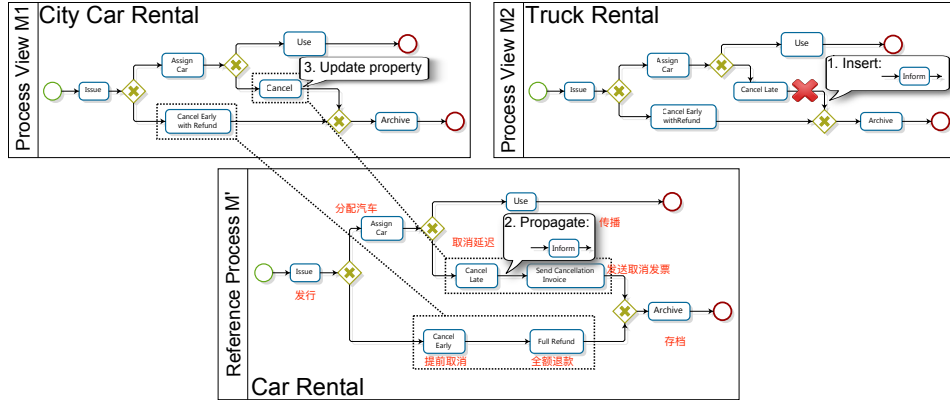 Process View M1
City Car Rental
Issue
Assign
Car
Use
3. Update property
Cancel
Cancel Early
with Refund
Archive
Process View M2
Truck Rental
Issue
Assign
Car
Use
1. Insert:
Inform
Cancel Late
Cancel Early
withRefund
Archive
Reference Process M'
Car Rental
分配汽车
Assign
Car
Use
2. Propagate:
传播
Inform
取消延迟
Issue
发行
Cancel
Late
Send Cancellation
Invoice
发送取消发票
Archive
存档
Cancel
Early
提前取消
Full Refund
全额退款